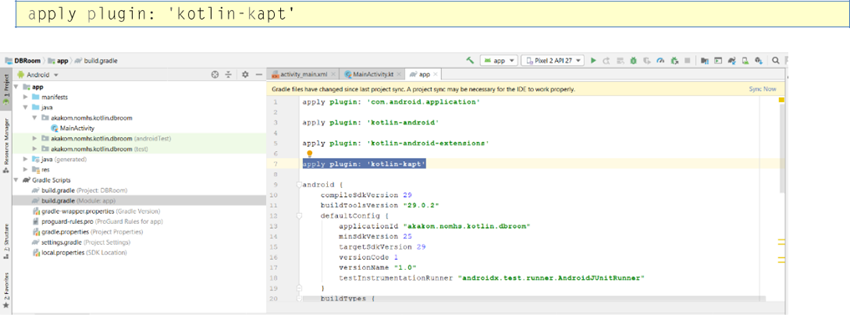 apply plugin: 'kotlin-kapt'
DBRoom app build.gradle
app
Pixel 2 API 27
Android
activity_main.xml
MainActivity.kt
app
Gradle files have changed since last project sync. A project sync may be necessary for the IDE to work properly.
Sync Now
1: Project
Resource Manager
Z: Structure
2: Favorites
app
manifests
java
akakom.nomhs.kotlin.dbroom
MainActivity
akakom.nomhs.kotlin.dbroom (androidTest)
akakom.nomhs.kotlin.dbroom (test)
java (generated)
res
Gradle Scripts
build.gradle (Project: DBRoom)
build.gradle (Module: app)
gradle-wrapper.properties (Gradle Version)
proguard-rules.pro (ProGuard Rules for app)
gradle.properties (Project Properties)
settings.gradle (Project Settings)
local.properties (SDK Location)
1 apply plugin: 'com.android.application'
2
3 apply plugin: 'kotlin-android'
4
5 apply plugin: 'kotlin-android-extensions'
6
7 apply plugin: 'kotlin-kapt'
8
9 android {
10 compileSdkVersion 29
11 buildToolsVersion "29.0.2"
12 defaultConfig {
13 applicationId "akakom.nomhs.kotlin.dbroom"
14 minSdkVersion 25
15 targetSdkVersion 29
16 versionCode 1
17 versionName "1.0"
18 testInstrumentationRunner "androidx.test.runner.AndroidJUnitRunner"
19 }
20 buildTypes {